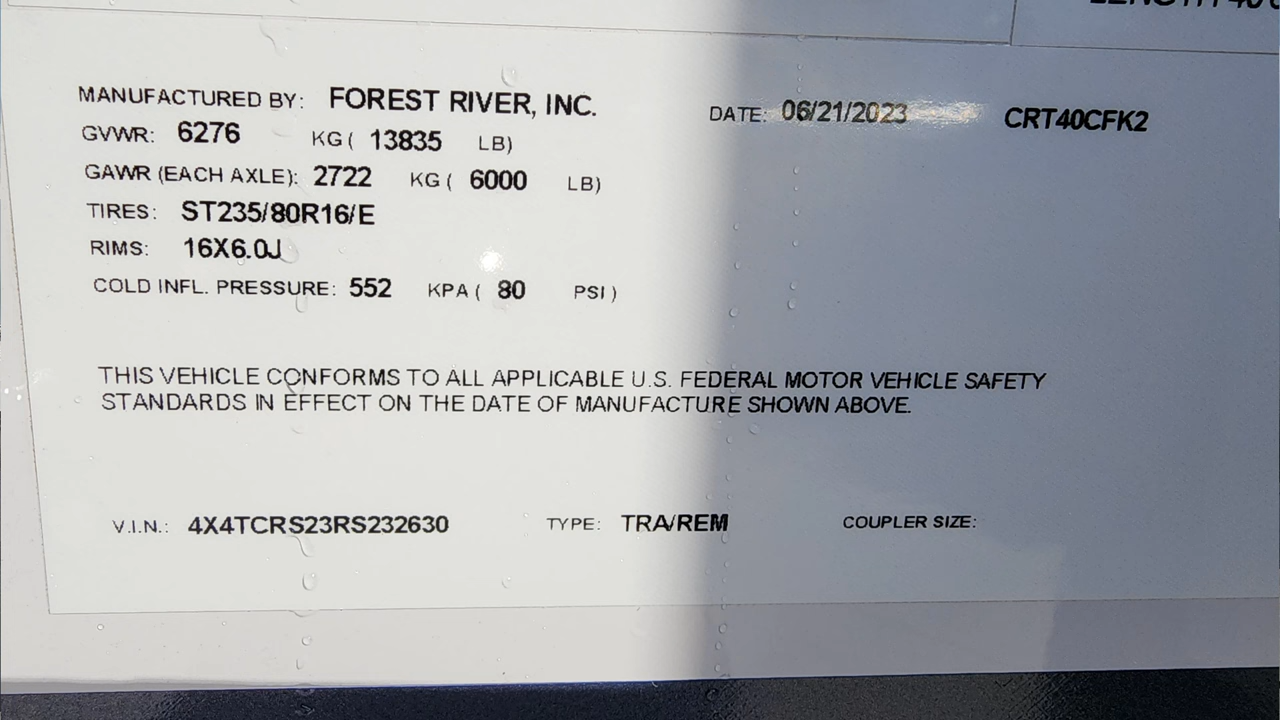 MANUFACTURED BY: FOREST RIVER, INC. DATE: 06/21/2023 CRT40CFK2
GVWR: 6276 KG ( 13835 LB)
GAWR (EACH AXLE): 2722 KG ( 6000 LB)
TIRES: ST235/80R16/E
RIMS: 16X6.0J
COLD INFL. PRESSURE: 552 KPA ( 80 PSI )
THIS VEHICLE CONFORMS TO ALL APPLICABLE U.S. FEDERAL MOTOR VEHICLE SAFETY
STANDARDS IN EFFECT ON THE DATE OF MANUFACTURE SHOWN ABOVE.
V.I.N.: 4X4TCRS23RS232630 TYPE: TRA/REM COUPLER SIZE: